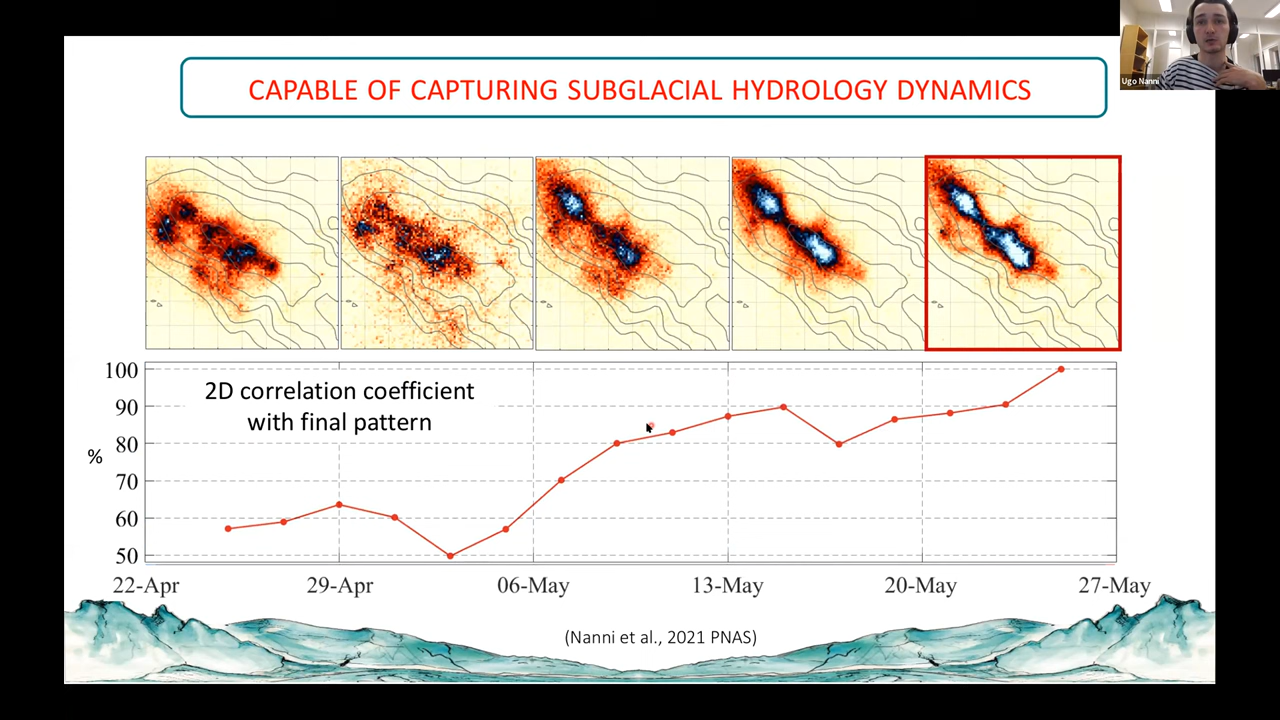 Ugo Nanni
CAPABLE OF CAPTURING SUBGLACIAL HYDROLOGY DYNAMICS
2D correlation coefficient
with final pattern
%
100
90
80
70
60
50
22-Apr
29-Apr
06-May
13-May
20-May
27-May
(Nanni et al., 2021 PNAS)